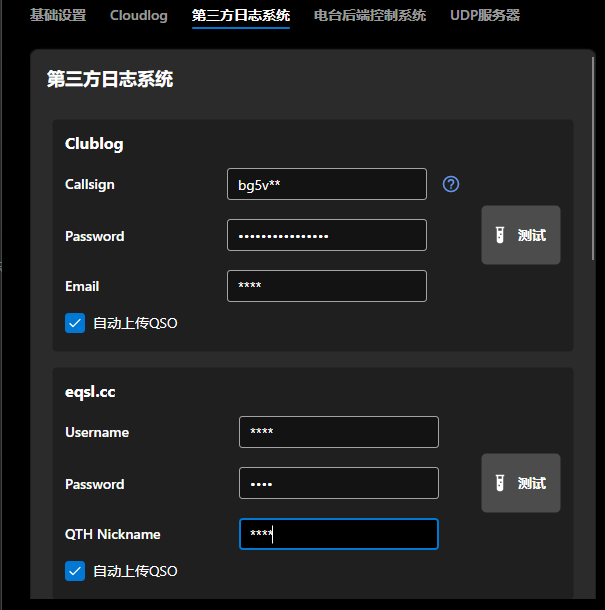 基础设置 Cloudlog 第三方日志系统 电台后端控制系统 UDP服务器
第三方日志系统
Clublog
Callsign bg5v**
Password ••••••••••••••••
测试
Email ****
自动上传QSO
eqsl.cc
Username ****
Password ••••
测试
QTH Nickname ****
自动上传QSO